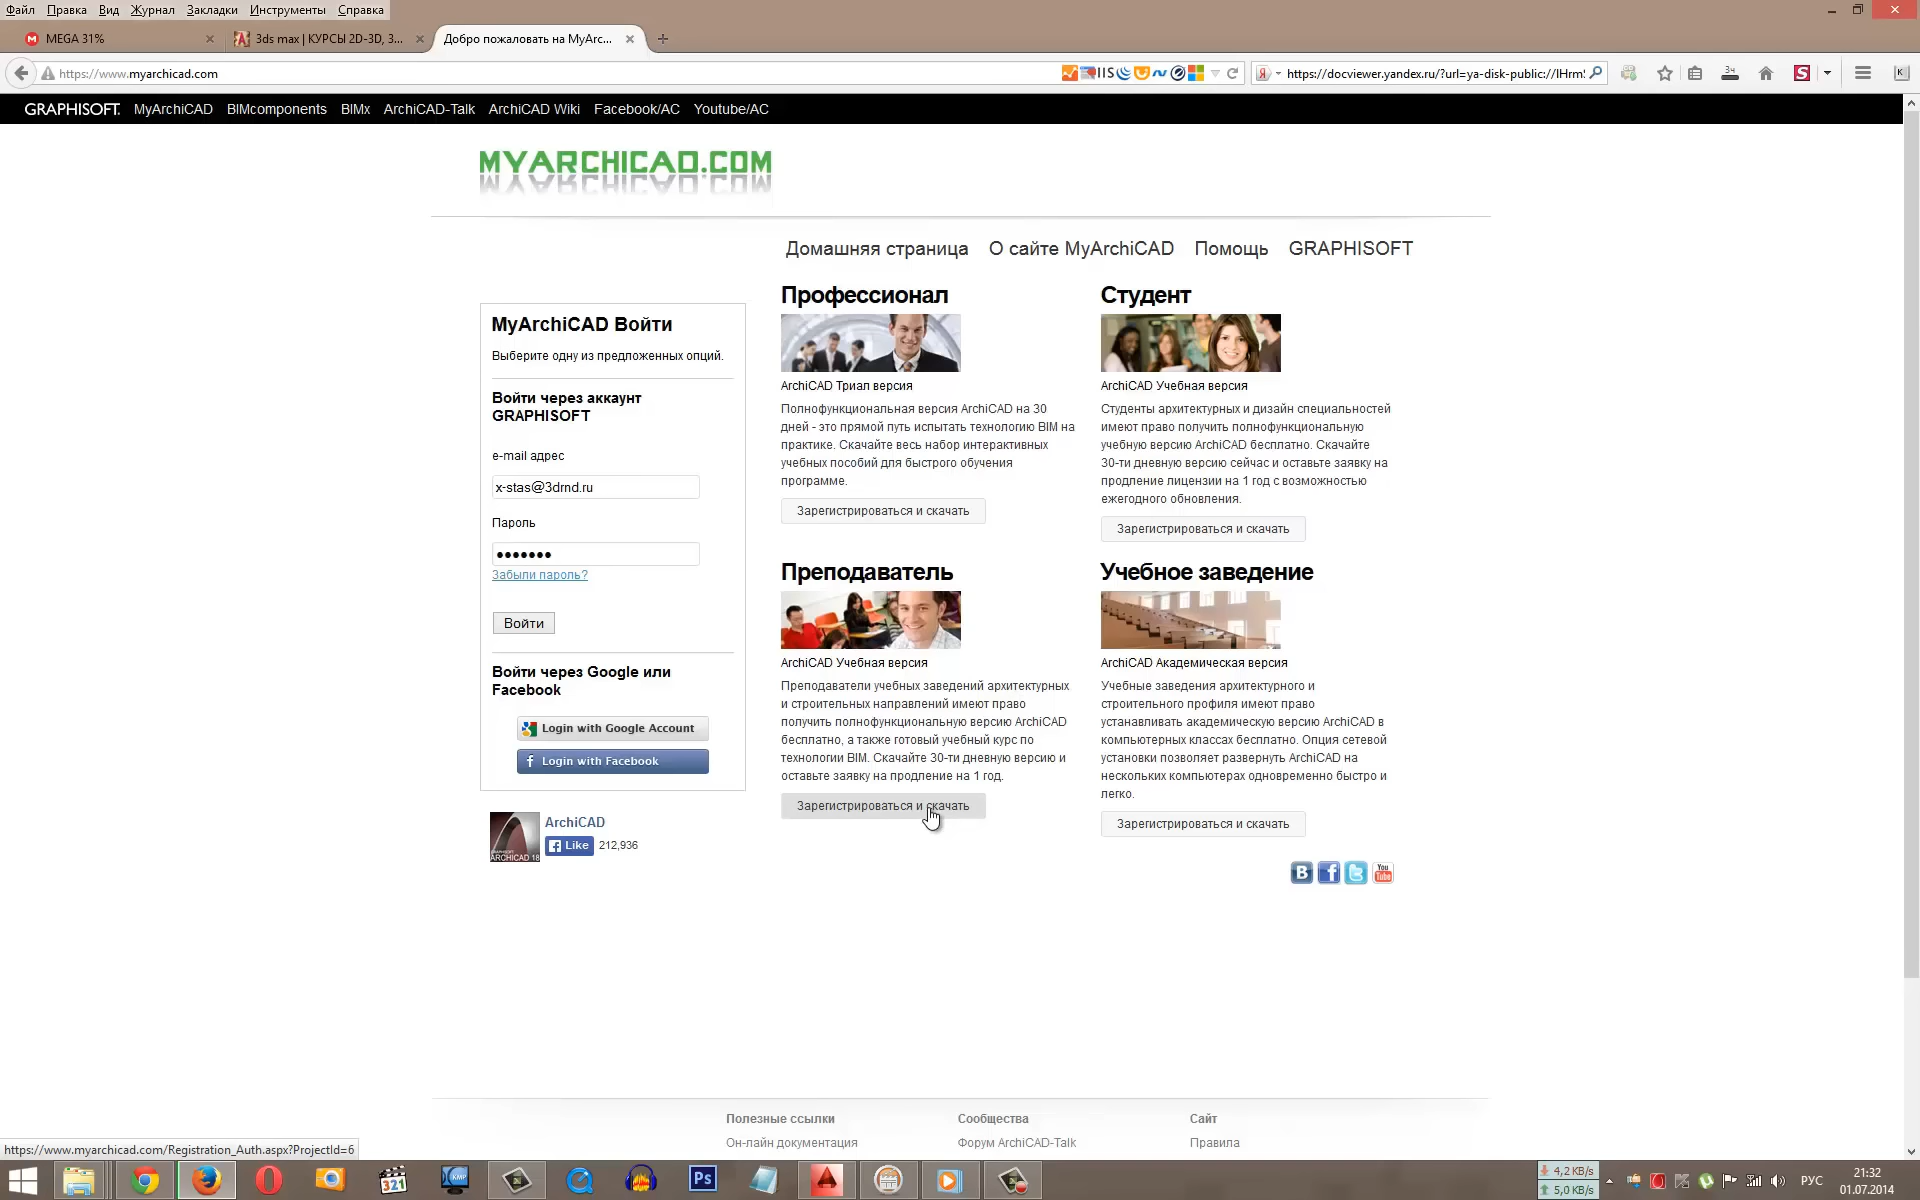 Файл Правка Вид Журнал Закладки Инструменты Справка
MEGA 31%
3ds max | КУРСЫ 2D-3D, 3...
Добро пожаловать на MyArc...
https://www.myarchicad.com
https://docviewer.yandex.ru/?url=ya-disk-public://lHrm!
GRAPHISOFT. MyArchiCAD BIMcomponents BIMx ArchiCAD-Talk ArchiCAD Wiki Facebook/AC Youtube/AC
MYARCHICAD.COM
Домашняя страница О сайте MyArchiCAD Помощь GRAPHISOFT
MyArchiCAD Войти
Выберите одну из предложенных опций.
Войти через аккаунт
GRAPHISOFT
e-mail адрес
x-stas@3drnd.ru
Пароль
Забыли пароль?
Войти
Войти через Google или
Facebook
Login with Google Account
Login with Facebook
ARCHICAD 18
ArchiCAD
Like 212,936
Профессионал
ArchiCAD Триал версия
Полнофункциональная версия ArchiCAD на 30
дней - это прямой путь испытать технологию BIM на
практике. Скачайте весь набор интерактивных
учебных пособий для быстрого обучения
программе.
Зарегистрироваться и скачать
Студент
ArchiCAD Учебная версия
Студенты архитектурных и дизайн специальностей
имеют право получить полнофункциональную
учебную версию ArchiCAD бесплатно. Скачайте
30-ти дневную версию сейчас и оставьте заявку на
продление лицензии на 1 год с возможностью
ежегодного обновления.
Зарегистрироваться и скачать
Преподаватель
ArchiCAD Учебная версия
Преподаватели учебных заведений архитектурных
и строительных направлений имеют право
получить полнофункциональную версию ArchiCAD
бесплатно, а также готовый учебный курс по
технологии BIM. Скачайте 30-ти дневную версию и
оставьте заявку на продление на 1 год.
Зарегистрироваться и скачать
Учебное заведение
ArchiCAD Академическая версия
Учебные заведения архитектурного и
строительного профиля имеют право
устанавливать академическую версию ArchiCAD в
компьютерных классах бесплатно. Опция сетевой
установки позволяет развернуть ArchiCAD на
нескольких компьютерах одновременно быстро и
легко.
Зарегистрироваться и скачать
You Tube
Полезные ссылки
Он-лайн документация
Сообщества
Форум ArchiCAD-Talk
Сайт
Правила
https://www.myarchicad.com/Registration_Auth.aspx?ProjectId=6
321
Ps
4,2 KB/s
5,0 KB/s
РУС
21:32
01.07.2014